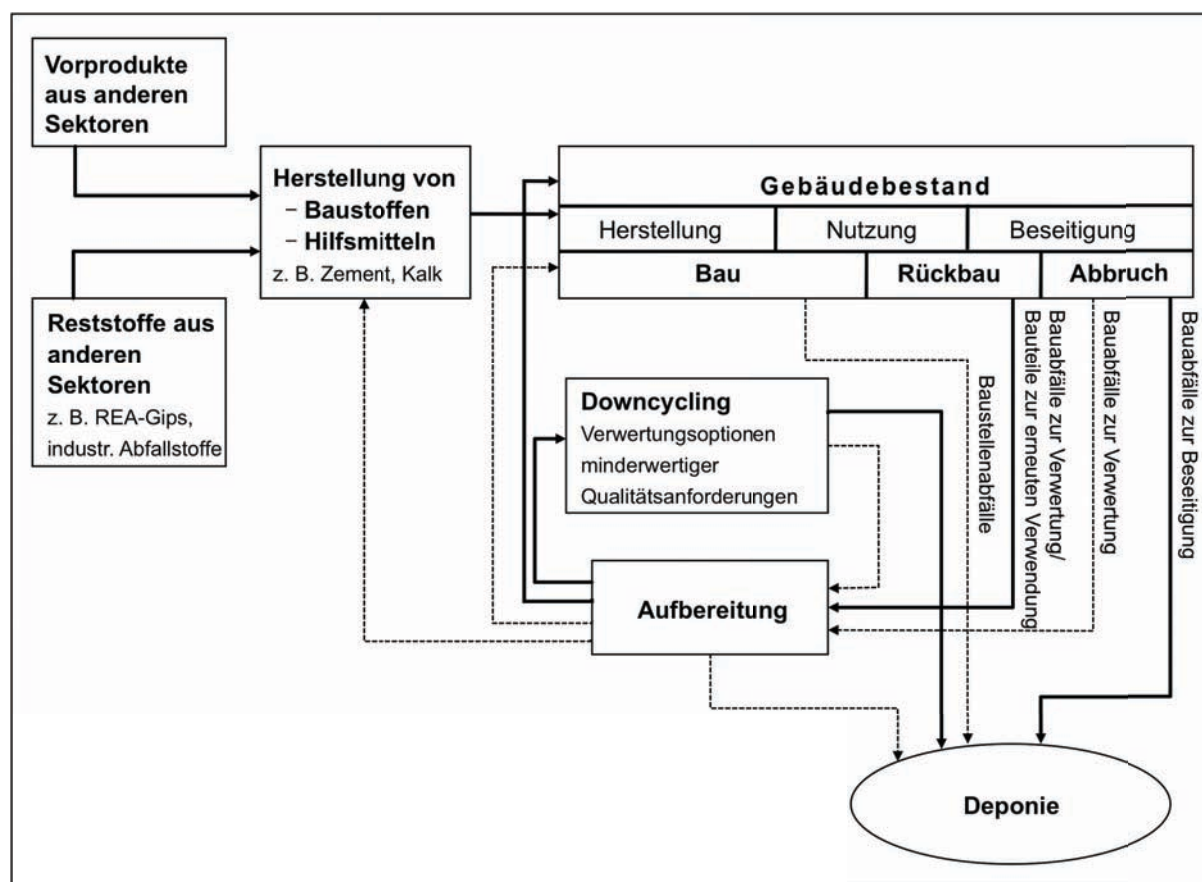 Vorprodukte
aus anderen
Sektoren
Herstellung von
– Baustoffen
– Hilfsmitteln
z. B. Zement, Kalk
Reststoffe aus
anderen
Sektoren
z. B. REA-Gips,
industr. Abfallstoffe
Gebäudebestand
Herstellung
Nutzung
Beseitigung
Bau
Rückbau
Abbruch
Downcycling
Verwertungsoptionen
minderwertiger
Qualitätsanforderungen
Baustellenabfälle
Bauabfälle zur Verwertung/
Bauteile zur erneuten Verwendung
Bauabfälle zur Verwertung
Bauabfälle zur Beseitigung
Aufbereitung
Deponie